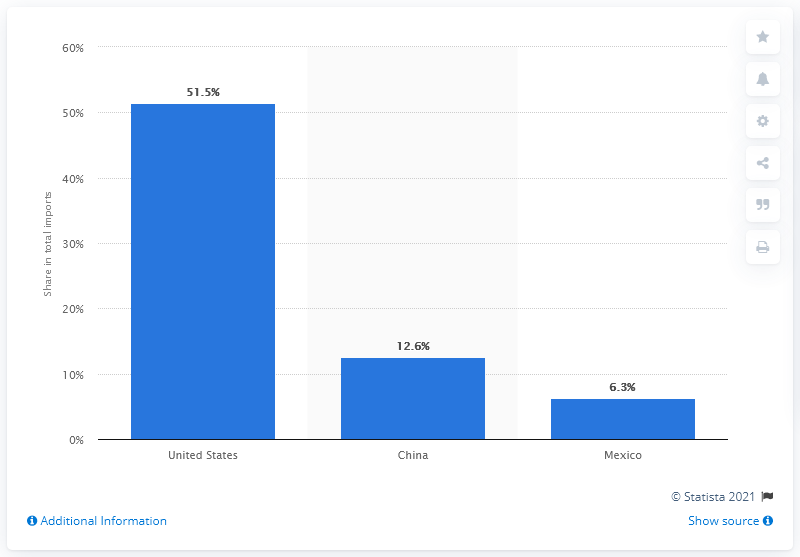 60%
51.5%
50%
40%
Share in total imports
30%
20%
12.6%
10%
6.3%
0%
United States
China
Mexico
© Statista 2021
Additional Information
Show source